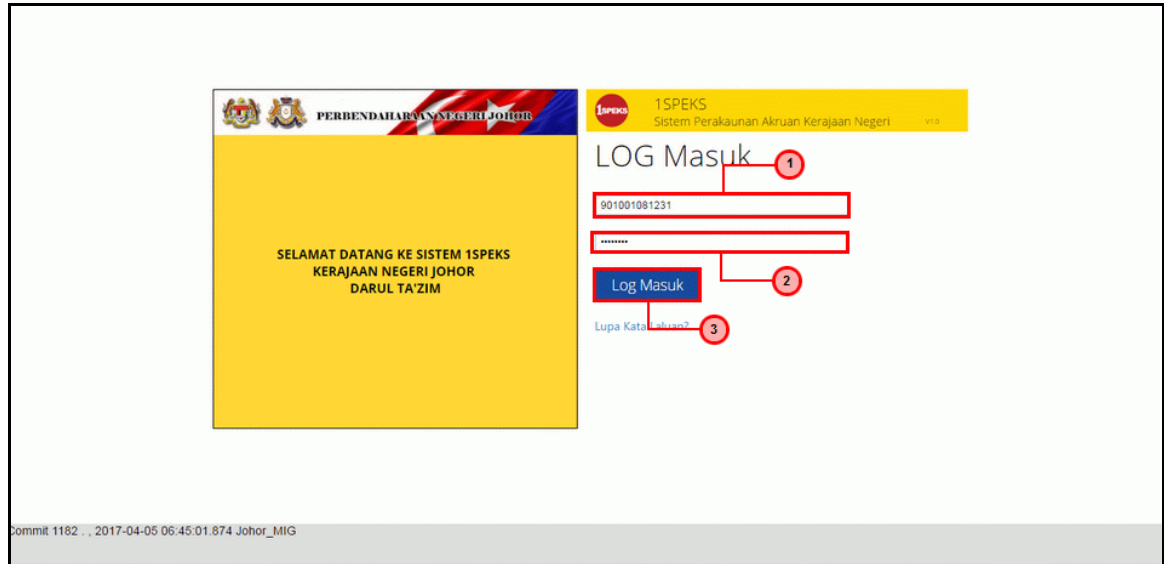 PERBENDAHARAAN NEGERI JOHOR
SELAMAT DATANG KE SISTEM 1SPEKS
KERAJAAN NEGERI JOHOR
DARUL TA'ZIM
1SPEKS
1SPEKS
Sistem Perakaunan Akruan Kerajaan Negeri V1.0
LOG Masuk
1
901001081231
••••••••
2
Log Masuk
Lupa Kata Laluan?
3
Commit 1182 . , 2017-04-05 06:45:01.874 Johor_MIG